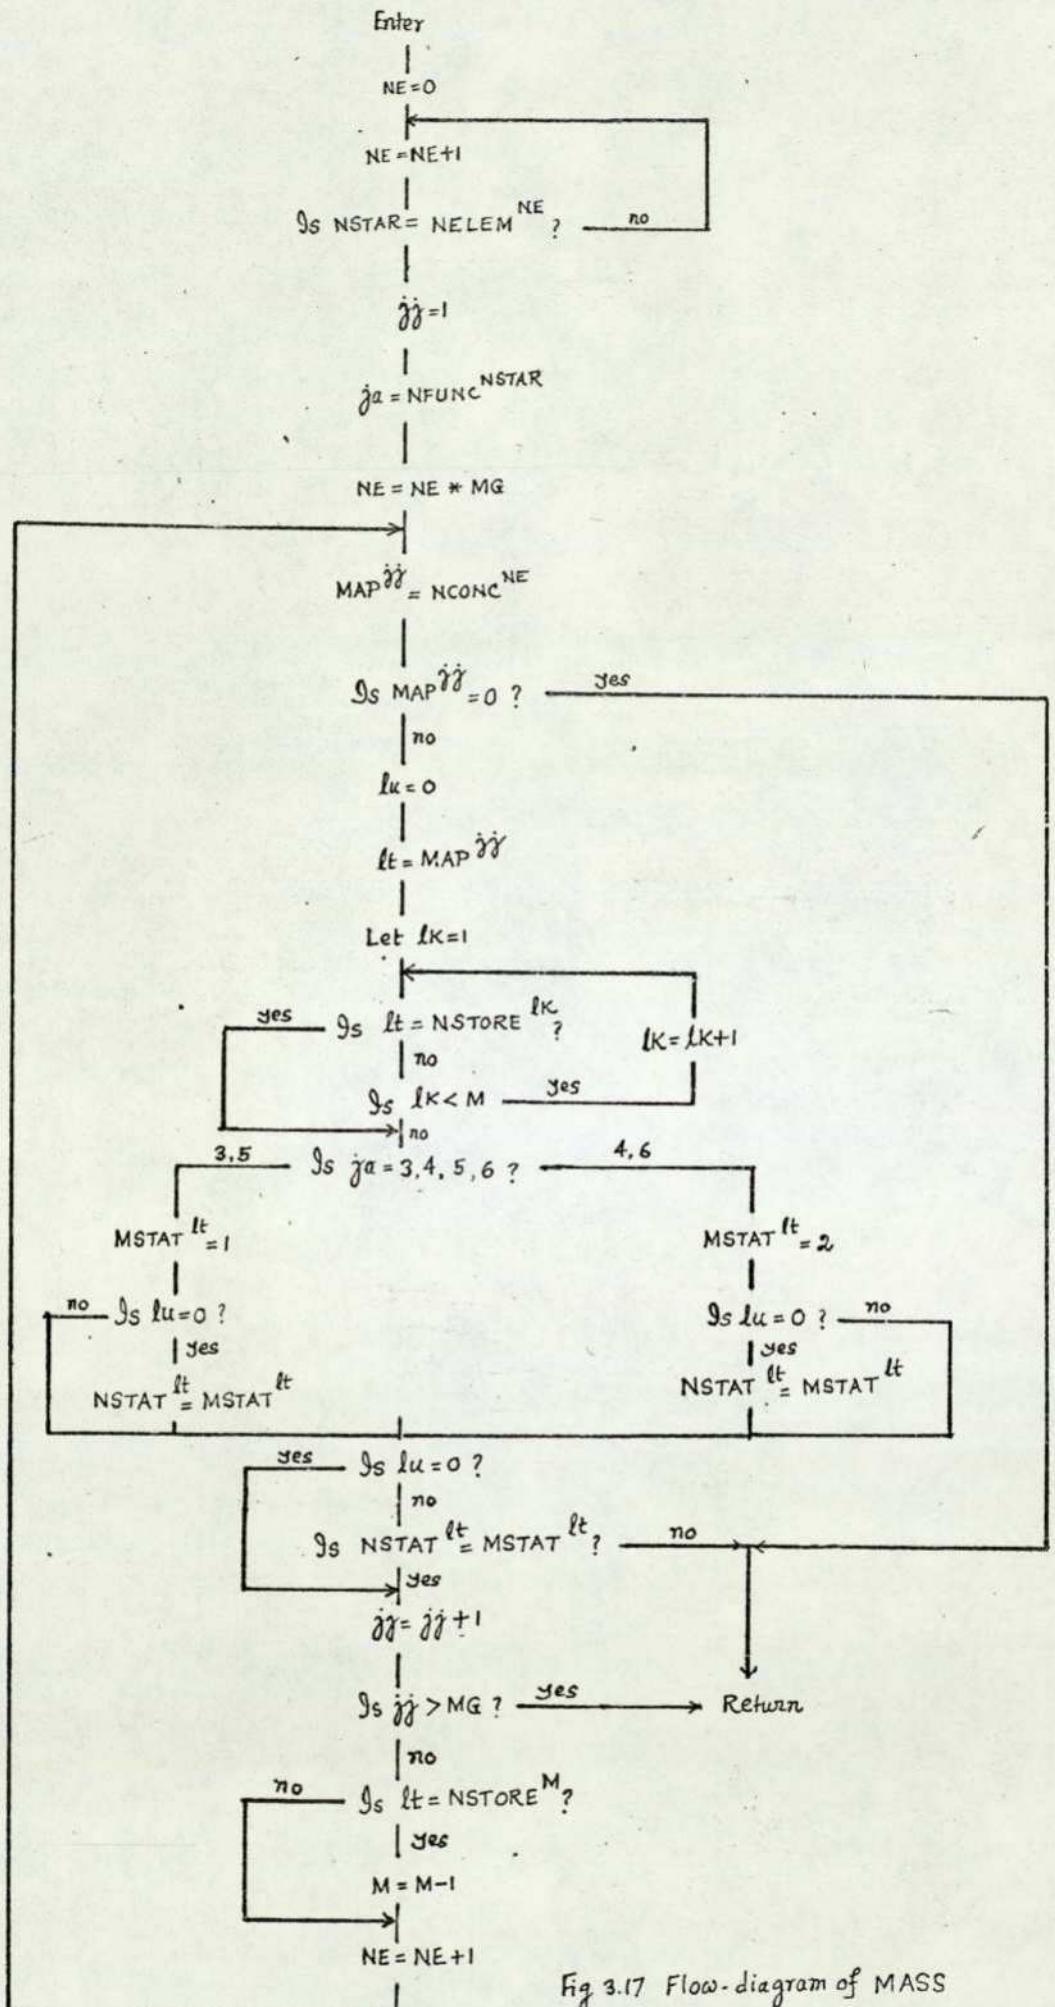 Enter
NE=0
NE=NE+1
Is NSTAR= NELEM^NE ? no
jj=1
ja = NFUNC^NSTAR
NE = NE * MG
MAP^jj = NCONC^NE
Is MAP^jj =0 ? yes
no
lu=0
lt= MAP^jj
Let lK=1
yes Is lt = NSTORE^lK ? lK= lK+1
no
Is lK< M yes
no
3,5 Is ja = 3,4,5,6 ? 4,6
MSTAT^lt =1 MSTAT^lt =2
no Is lu=0 ? Is lu=0 ? no
yes yes
NSTAT^lt = MSTAT^lt NSTAT^lt = MSTAT^lt
yes Is lu=0 ?
no
Is NSTAT^lt = MSTAT^lt ? no
yes
jj= jj+1
Is jj >MG ? yes Return
no
no Is lt= NSTORE^M ?
yes
M = M-1
NE= NE+1
Fig 3.17 Flow-diagram of MASS